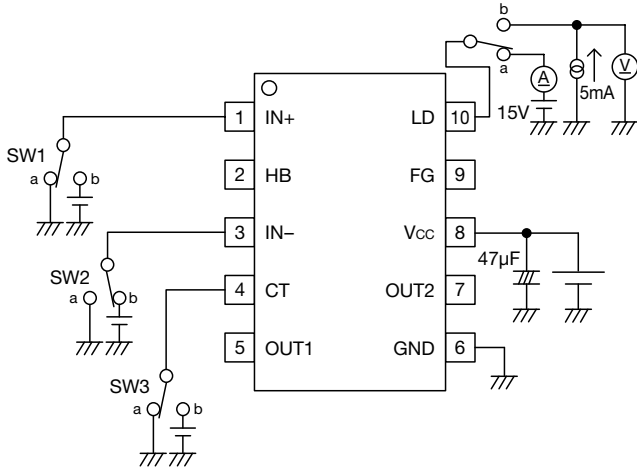 b
a
A
V
5mA
15V
1 IN+ LD 10
SW1
a b
2 HB FG 9
3 IN− Vcc 8
47μF
SW2
a b
4 CT OUT2 7
5 OUT1 GND 6
SW3
a b